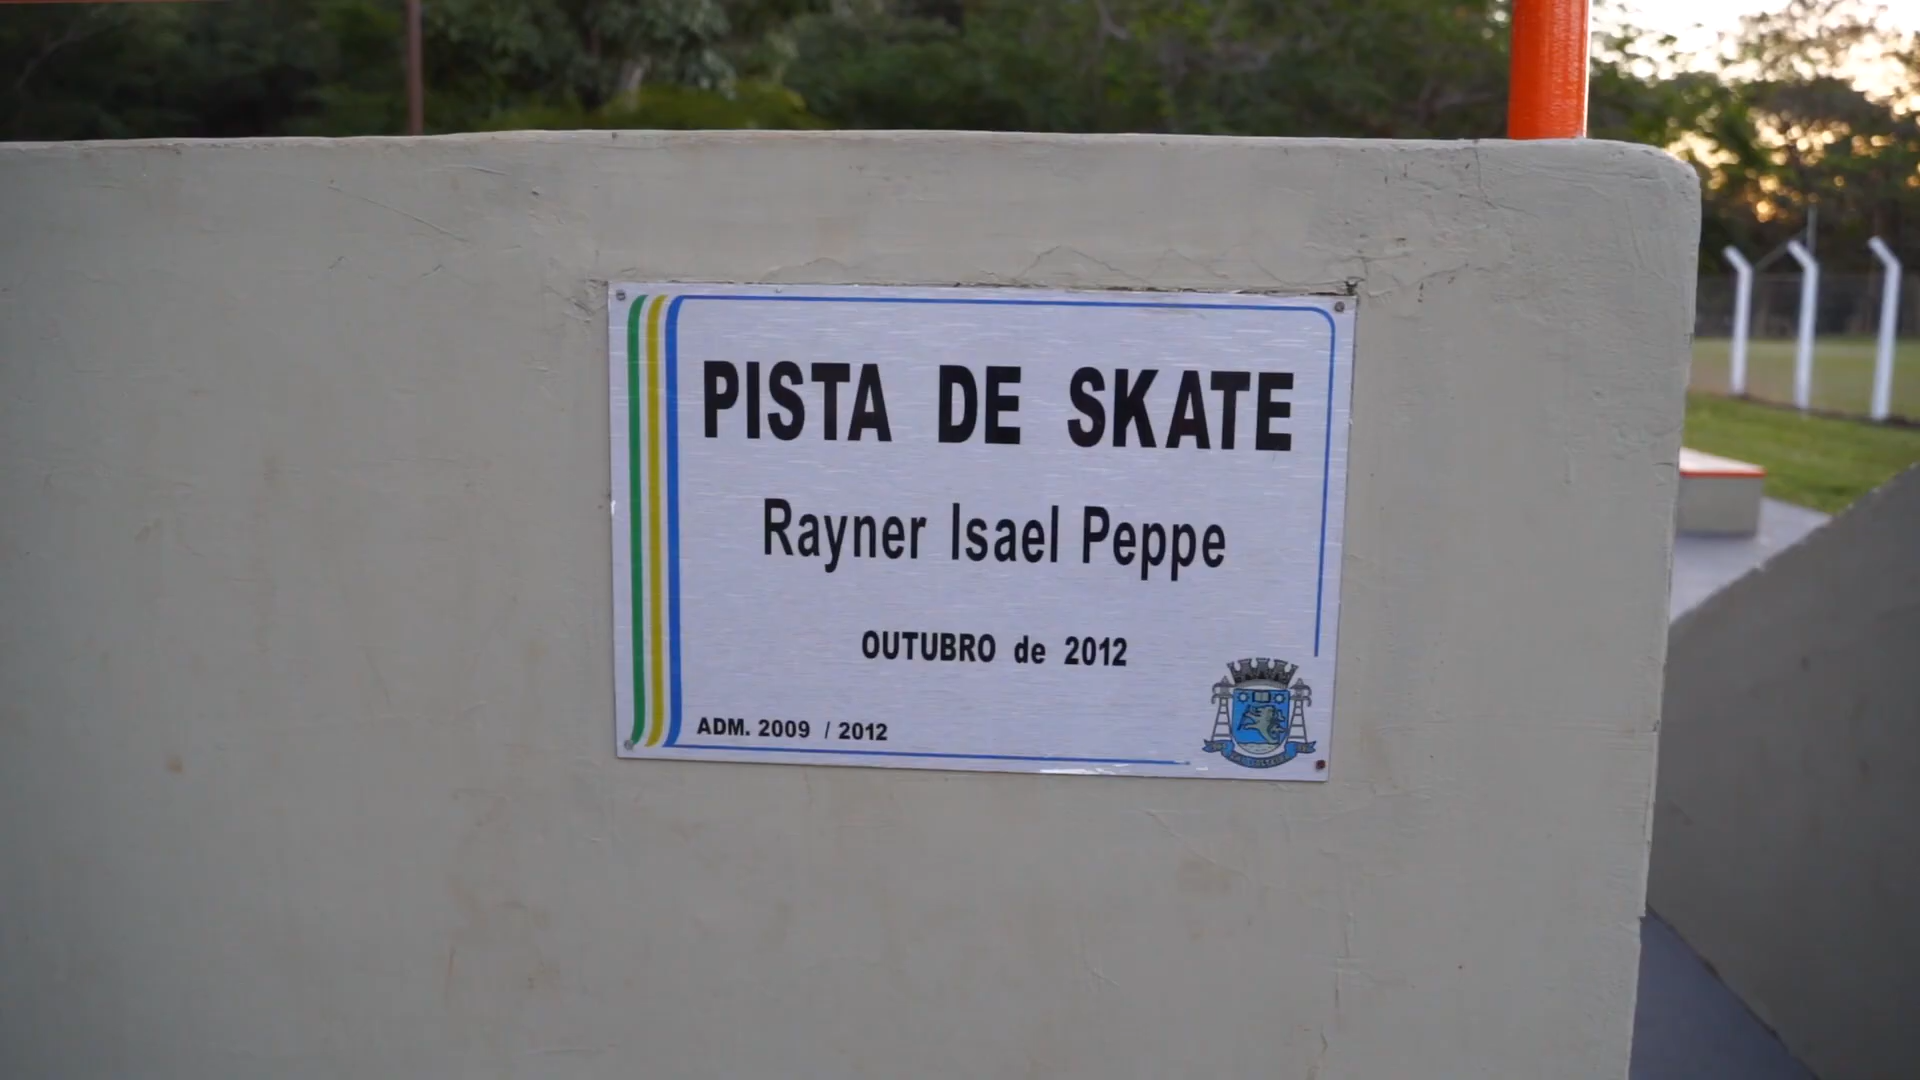 PISTA DE SKATE
Rayner Isael Peppe
OUTUBRO de 2012
ADM. 2009 / 2012